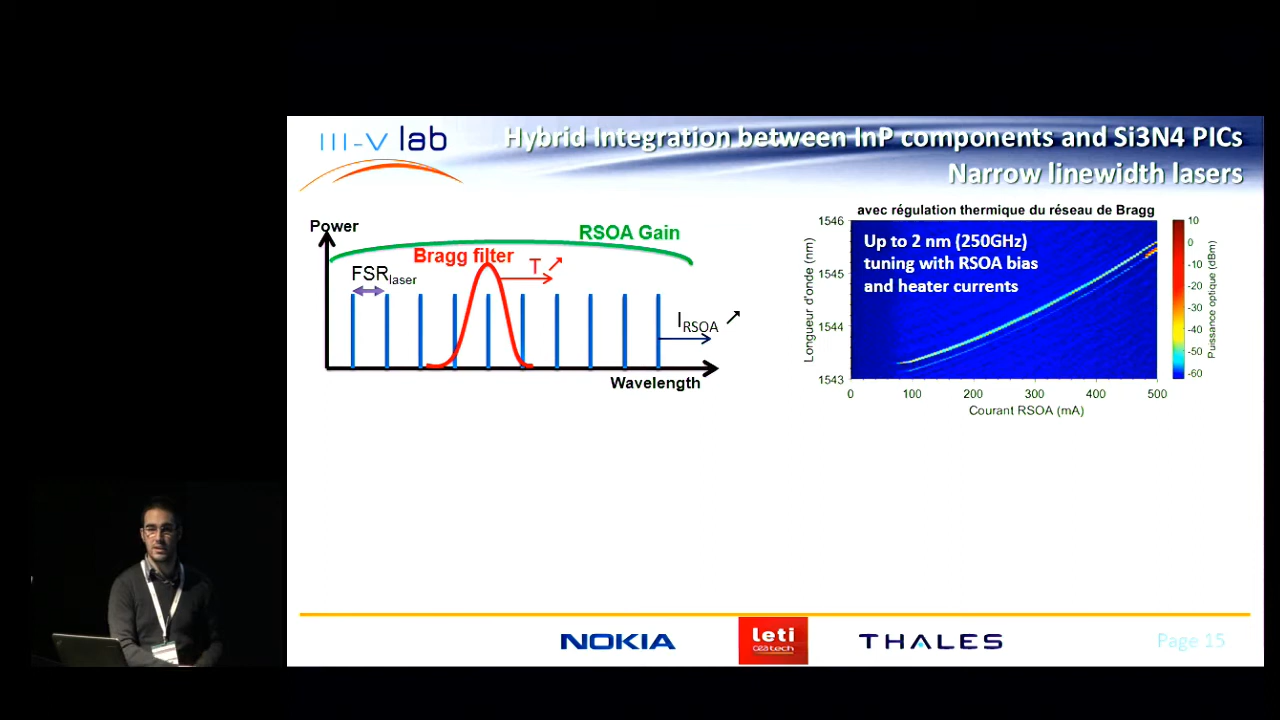 III-V lab
Hybrid Integration between InP components and Si3N4 PICs
Narrow linewidth lasers
Power
RSOA Gain
Bragg filter
T
FSRlaser
IRSOA
Wavelength
avec régulation thermique du réseau de Bragg
Up to 2 nm (250GHz)
tuning with RSOA bias
and heater currents
Longueur d'onde (nm)
1546
1545
1544
1543
0
100
200
300
400
500
Courant RSOA (mA)
10
0
-10
-20
-30
-40
-50
-60
Puissance optique (dBm)
NOKIA
leti
ceatech
THALES
Page 15